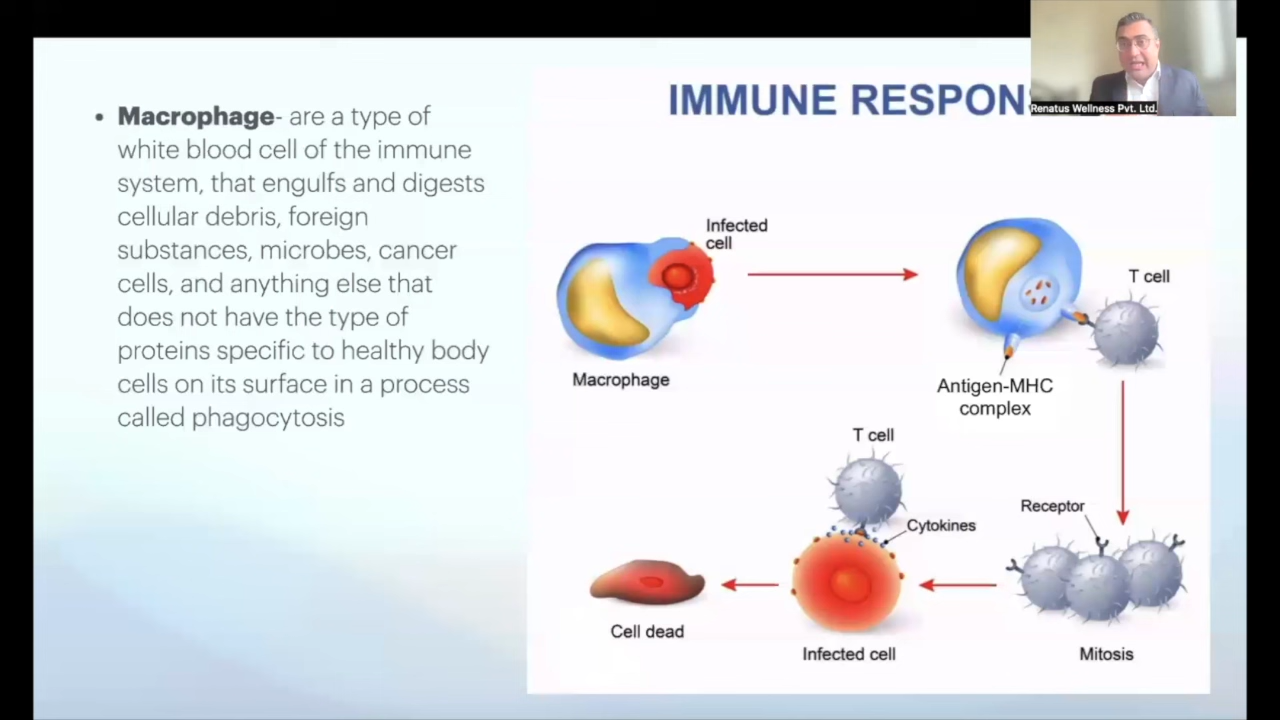 • Macrophage- are a type of
white blood cell of the immune
system, that engulfs and digests
cellular debris, foreign
substances, microbes, cancer
cells, and anything else that
does not have the type of
proteins specific to healthy body
cells on its surface in a process
called phagocytosis
IMMUNE RESPON
Renatus Wellness Pvt. Ltd.
Infected
cell
Macrophage
T cell
Antigen-MHC
complex
T cell
Cytokines
Receptor
Cell dead
Infected cell
Mitosis